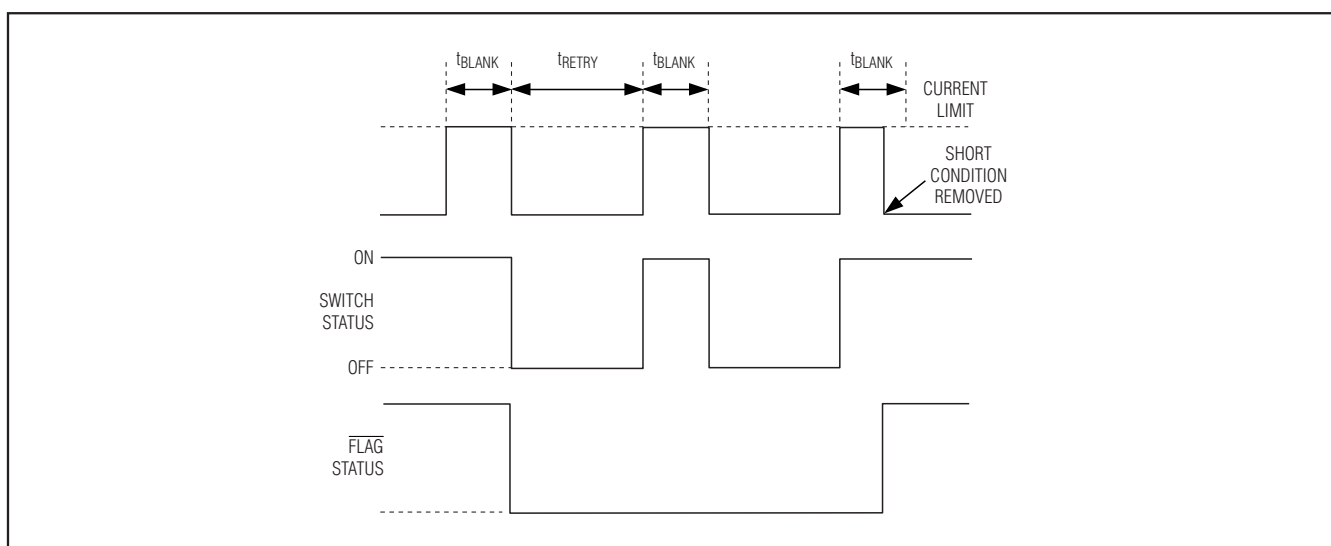 tBLANK
tRETRY
tBLANK
tBLANK
CURRENT
LIMIT
SHORT
CONDITION
REMOVED
ON
SWITCH
STATUS
OFF
FLAG
STATUS